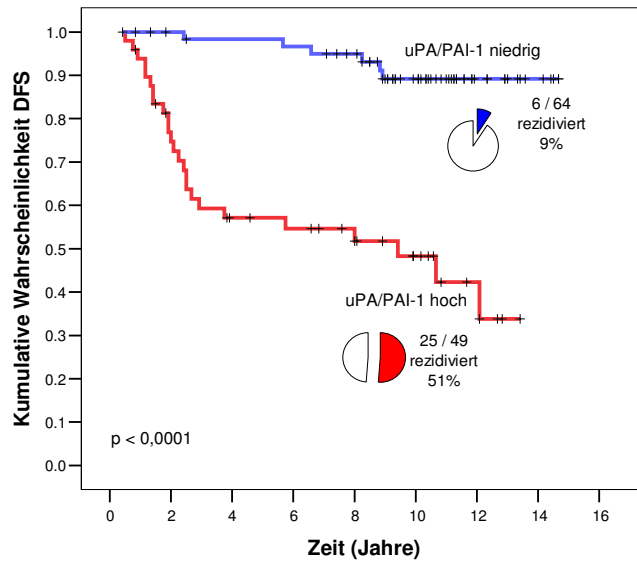 Kumulative Wahrscheinlichkeit DFS
1.0
0.9
0.8
0.7
0.6
0.5
0.4
0.3
0.2
0.1
0.0
uPA/PAI-1 niedrig
6 / 64
rezidiviert
9%
uPA/PAI-1 hoch
25 / 49
rezidiviert
51%
p < 0,0001
0 2 4 6 8 10 12 14 16
Zeit (Jahre)